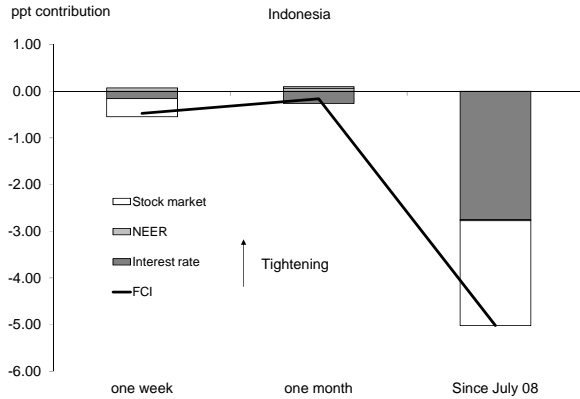 ppt contribution
Indonesia
1.00
0.00
-1.00
-2.00
-3.00
-4.00
-5.00
-6.00
Stock market
NEER
Interest rate
FCI
Tightening
one week
one month
Since July 08